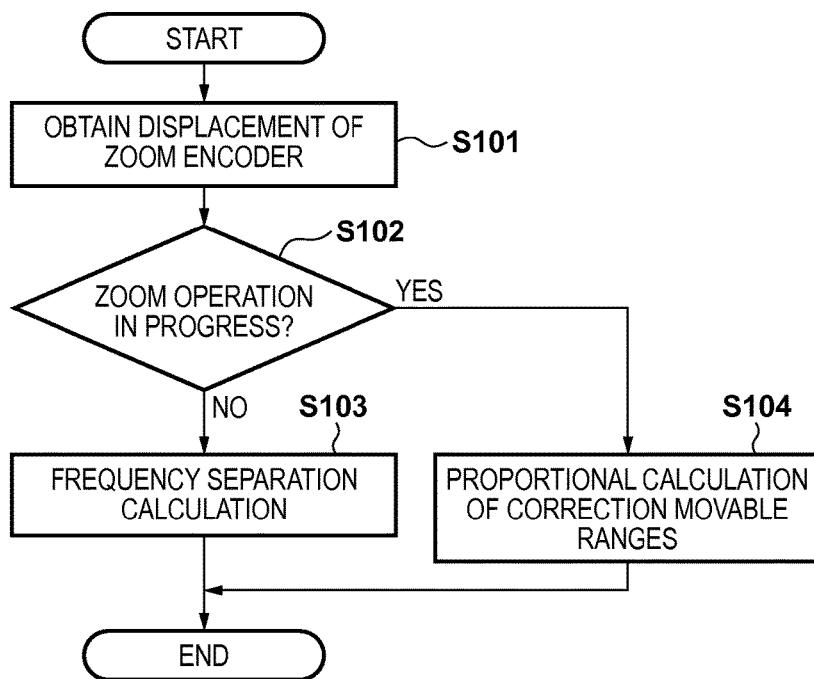 START
OBTAIN DISPLACEMENT OF
ZOOM ENCODER
S101
S102
ZOOM OPERATION
IN PROGRESS?
YES
NO
S103
FREQUENCY SEPARATION
CALCULATION
S104
PROPORTIONAL CALCULATION
OF CORRECTION MOVABLE
RANGES
END